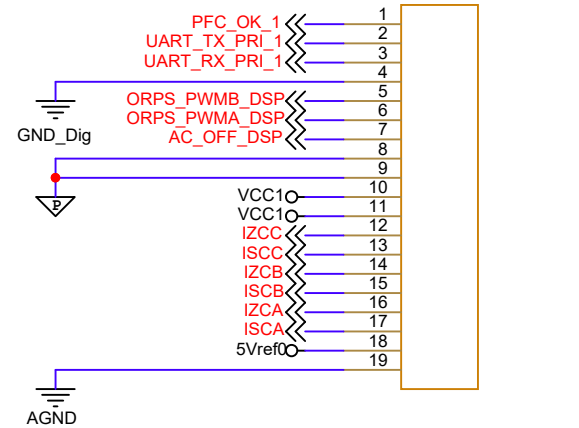 PFC_OK_1 1
UART_TX_PRI_1 2
UART_RX_PRI_1 3
4
GND_Dig
ORPS_PWMB_DSP 5
ORPS_PWMA_DSP 6
AC_OFF_DSP 7
8
9
P
VCC1 10
VCC1 11
IZCC 12
ISCC 13
IZCB 14
ISCB 15
IZCA 16
ISCA 17
5Vref0 18
19
AGND